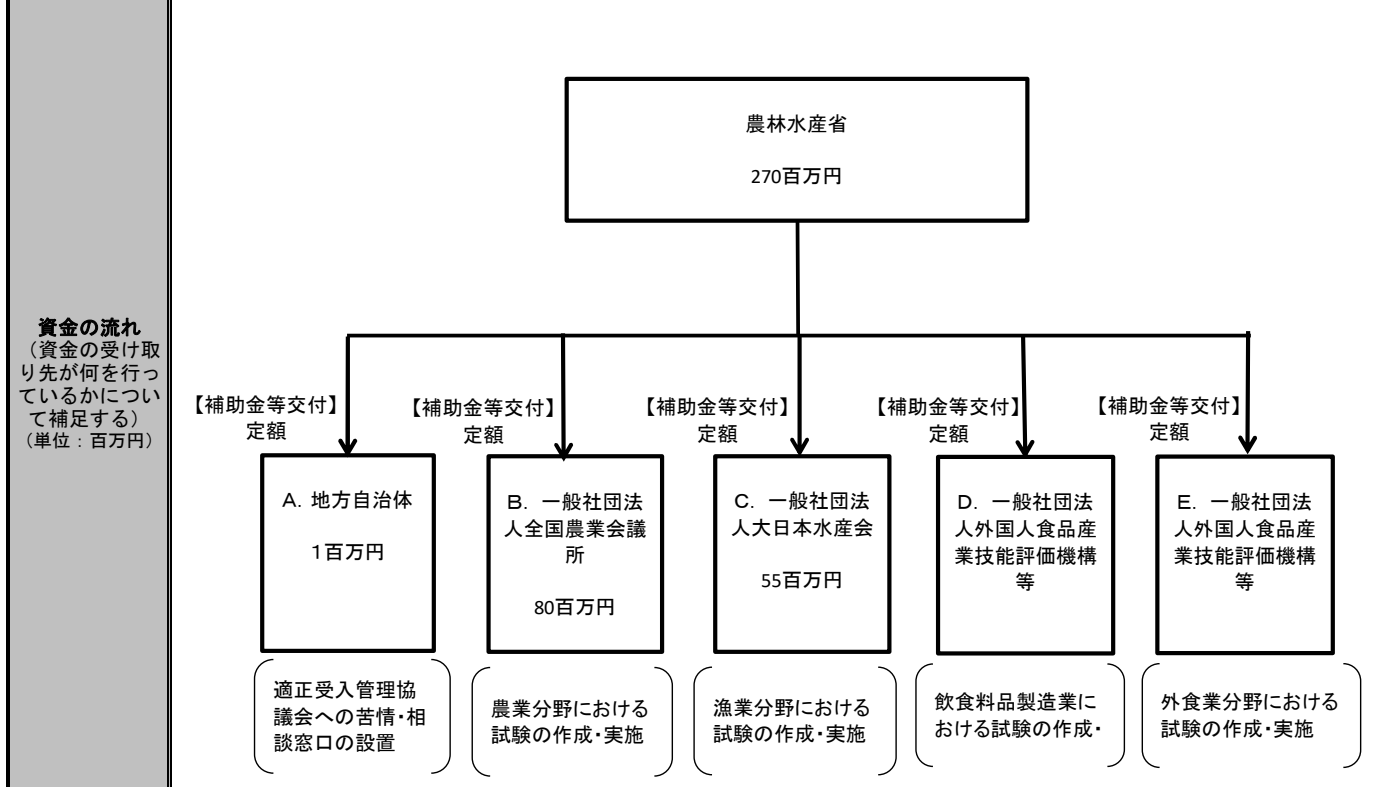 資金の流れ
（資金の受け取
り先が何を行っ
ているかについ
て補足する）
（単位：百万円）
農林水産省
270百万円
【補助金等交付】
定額
【補助金等交付】
定額
【補助金等交付】
定額
【補助金等交付】
定額
【補助金等交付】
定額
A．地方自治体
1百万円
B．一般社団法
人全国農業会議
所
80百万円
C．一般社団法
人大日本水産会
55百万円
D．一般社団法
人外国人食品産
業技能評価機構
等
E．一般社団法
人外国人食品産
業技能評価機構
等
適正受入管理協
議会への苦情・相
談窓口の設置
農業分野における
試験の作成・実施
漁業分野における
試験の作成・実施
飲食料品製造業に
おける試験の作成・
外食業分野における
試験の作成・実施